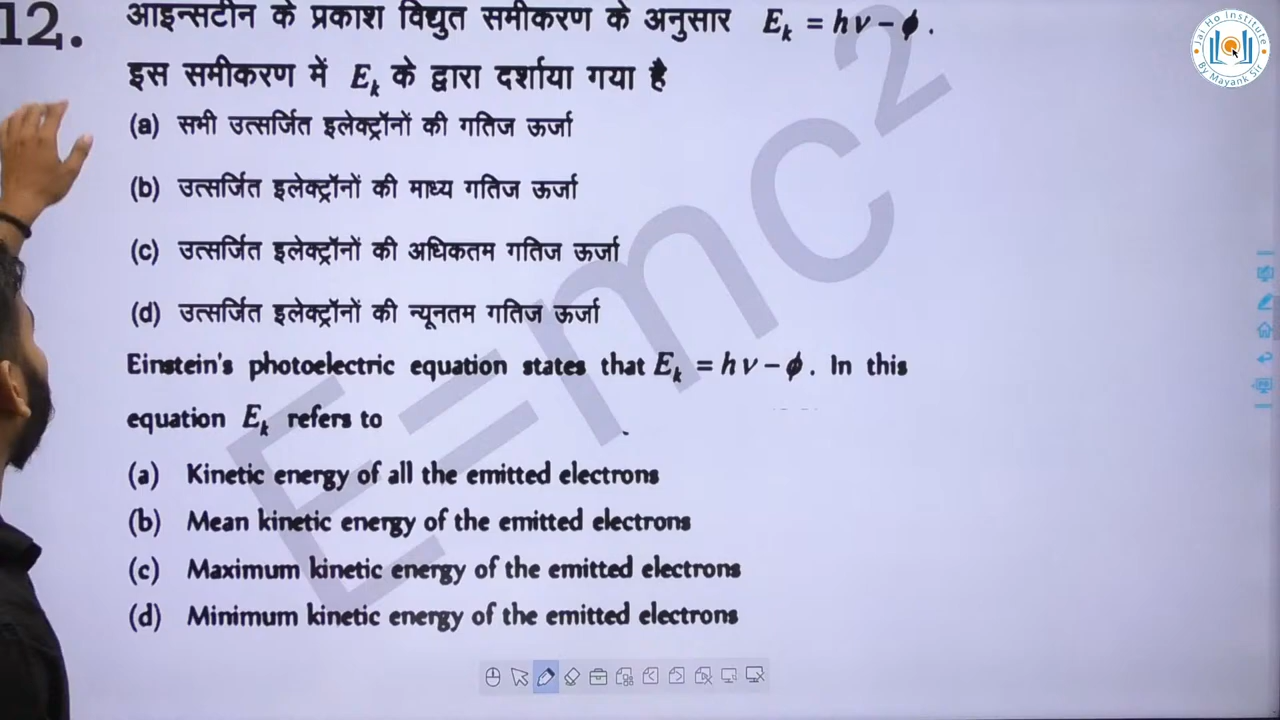 12. आइन्सटीन के प्रकाश विद्युत समीकरण के अनुसार E_k = hν − ϕ .
इस समीकरण में E_k के द्वारा दर्शाया गया है
(a) सभी उत्सर्जित इलेक्ट्रॉनों की गतिज ऊर्जा
(b) उत्सर्जित इलेक्ट्रॉनों की माध्य गतिज ऊर्जा
(c) उत्सर्जित इलेक्ट्रॉनों की अधिकतम गतिज ऊर्जा
(d) उत्सर्जित इलेक्ट्रॉनों की न्यूनतम गतिज ऊर्जा
Einstein's photoelectric equation states that E_k = hν − ϕ . In this
equation E_k refers to
(a) Kinetic energy of all the emitted electrons
(b) Mean kinetic energy of the emitted electrons
(c) Maximum kinetic energy of the emitted electrons
(d) Minimum kinetic energy of the emitted electrons
E=mc²
Jai Ho Institute
By Mayank Sir